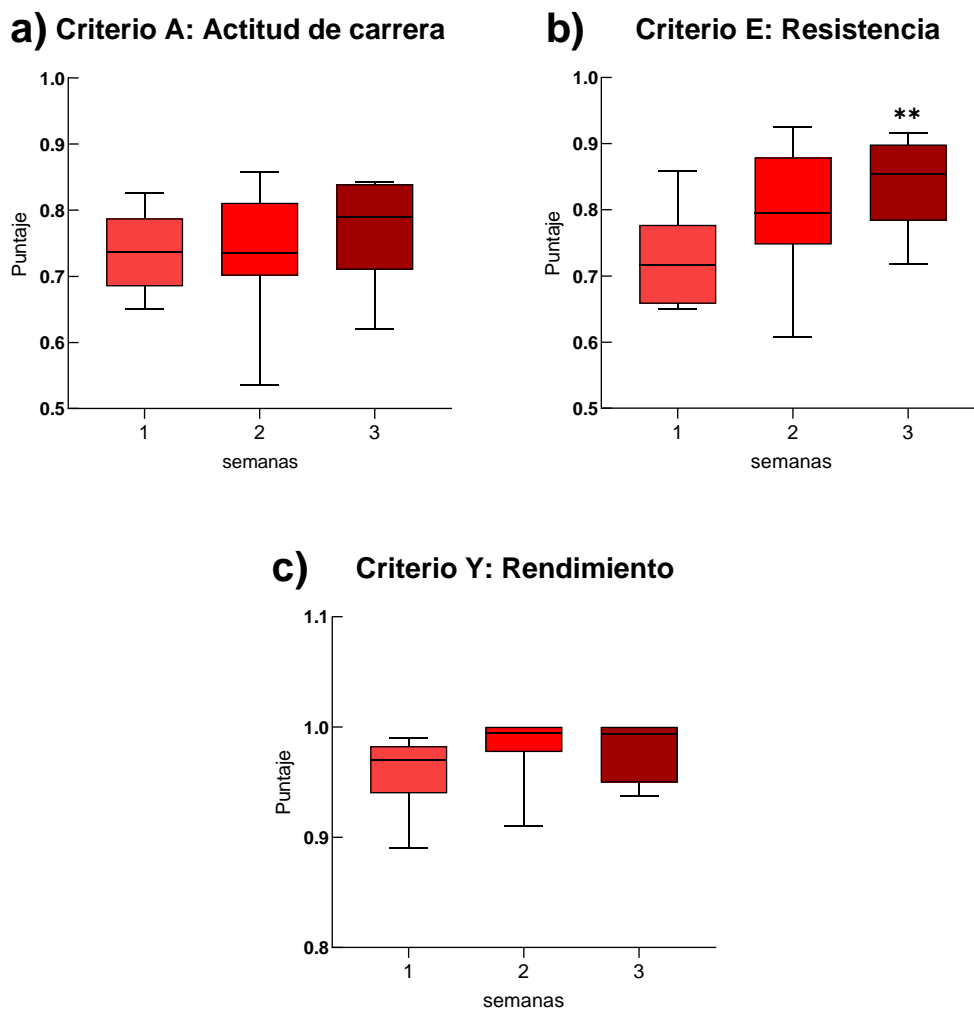 a) Criterio A: Actitud de carrera
1.0
0.9
0.8
0.7
0.6
0.5
Puntaje
1 2 3
semanas
b) Criterio E: Resistencia
1.0
0.9
0.8
0.7
0.6
0.5
Puntaje
**
1 2 3
semanas
c) Criterio Y: Rendimiento
1.1
1.0
0.9
0.8
Puntaje
1 2 3
semanas